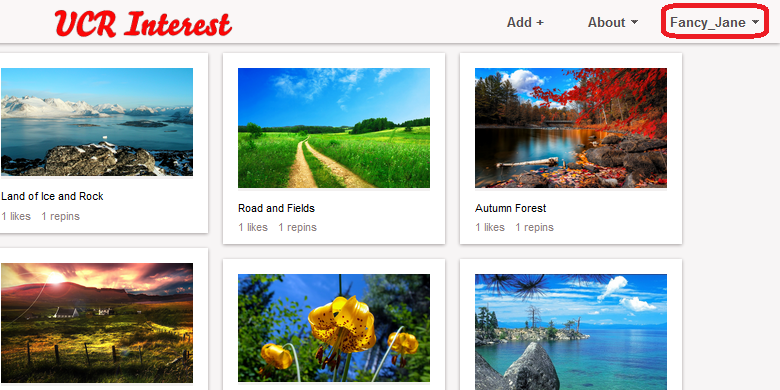 UCR Interest
Add +
About
Fancy_Jane
Land of Ice and Rock
1 likes 1 repins
Road and Fields
1 likes 1 repins
Autumn Forest
1 likes 1 repins